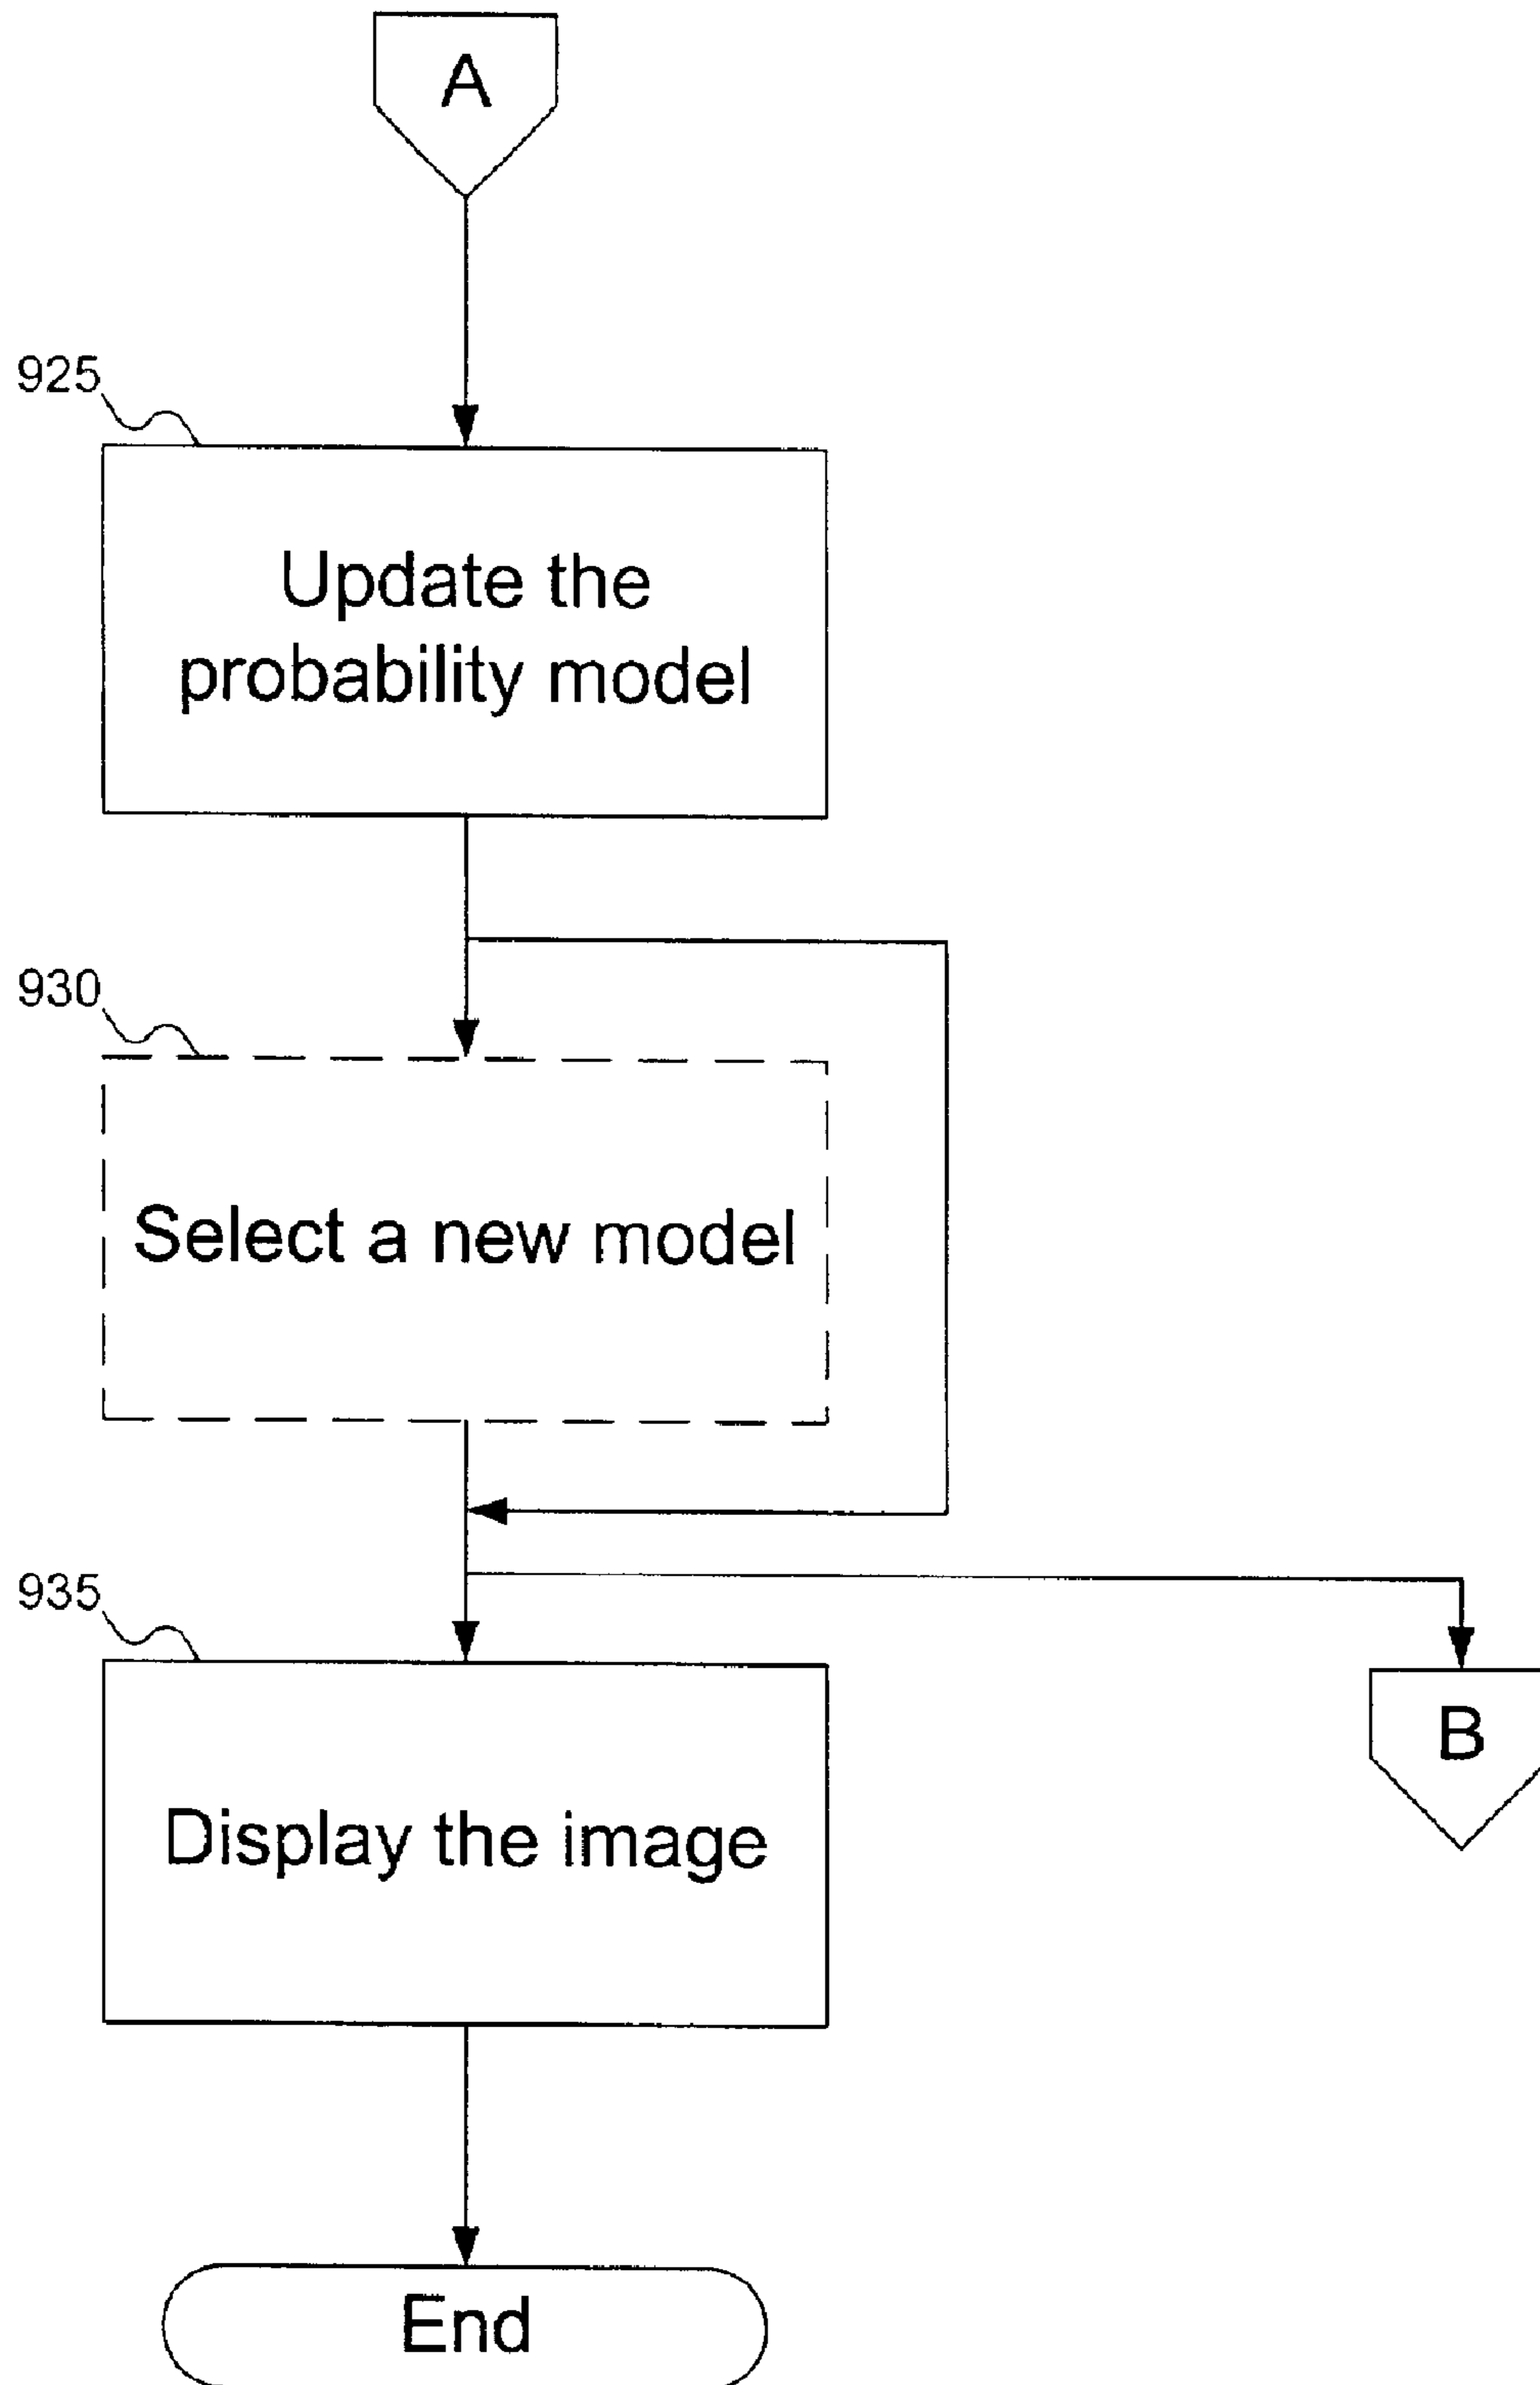 A
925
Update the
probability model
930
Select a new model
935
B
Display the image
End